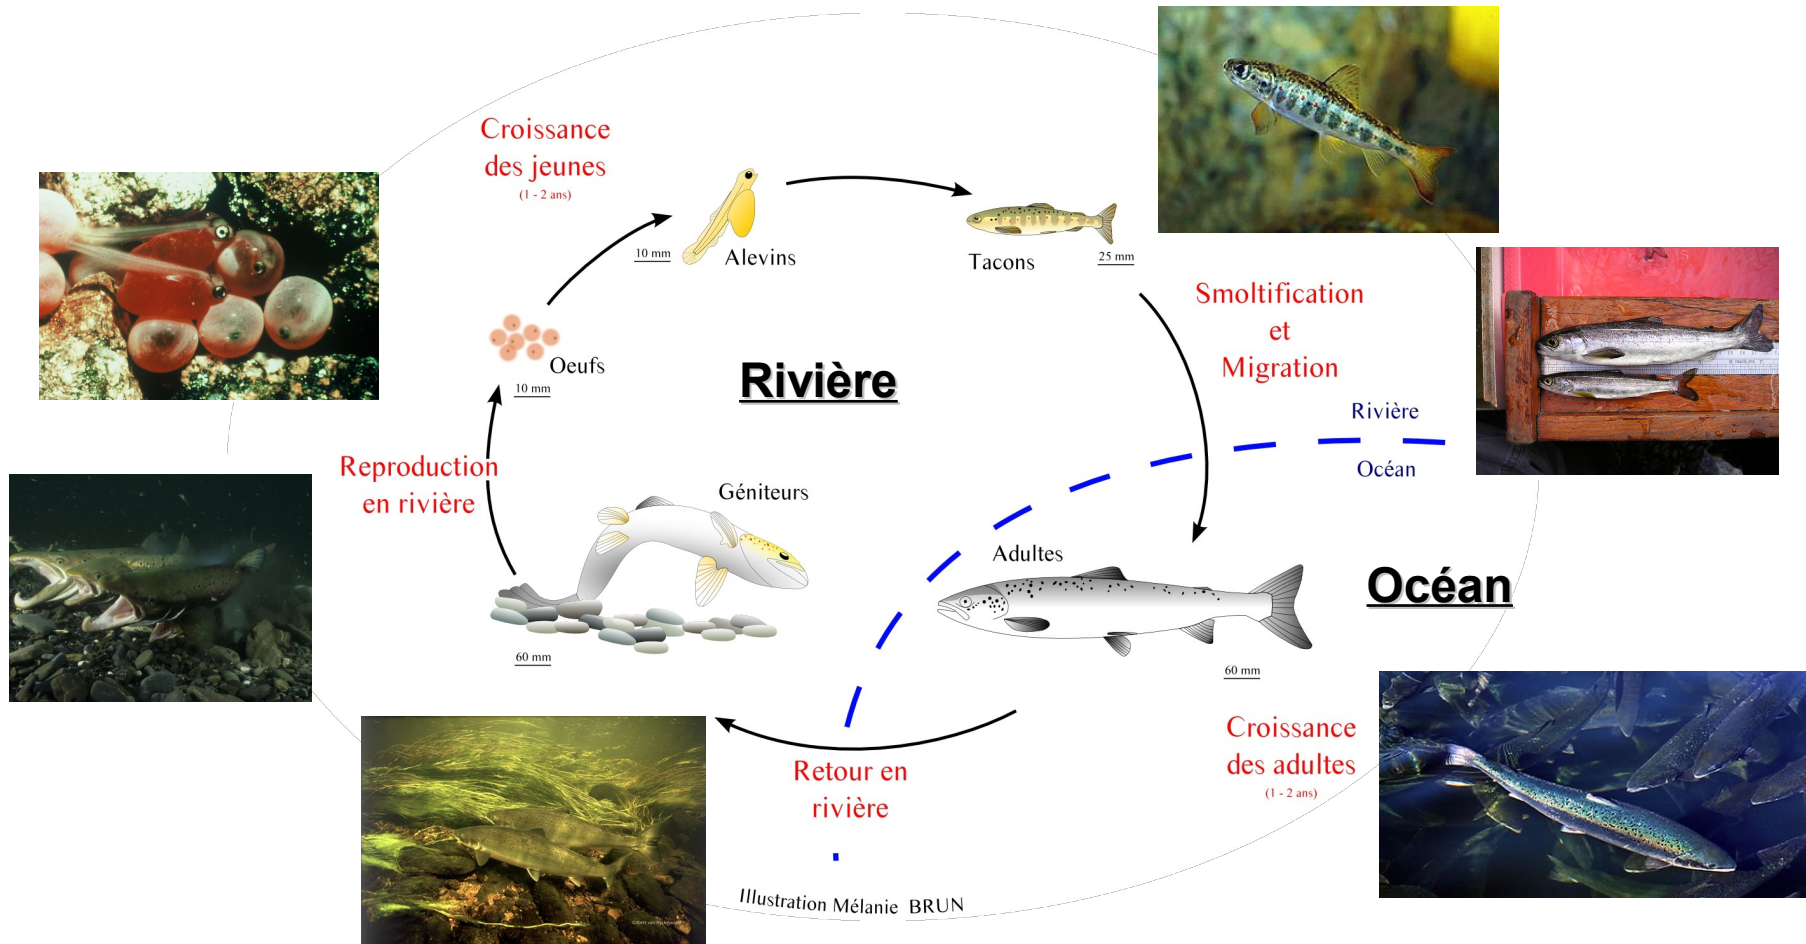 Croissance
des jeunes
(1 - 2 ans)
10 mm
Alevins
Tacons
25 mm
Smoltification
et
Migration
Oeufs
10 mm
Rivière
Rivière
Océan
Reproduction
en rivière
Géniteurs
60 mm
Adultes
Océan
60 mm
Croissance
des adultes
(1 - 2 ans)
Retour en
rivière
Illustration Mélanie BRUN